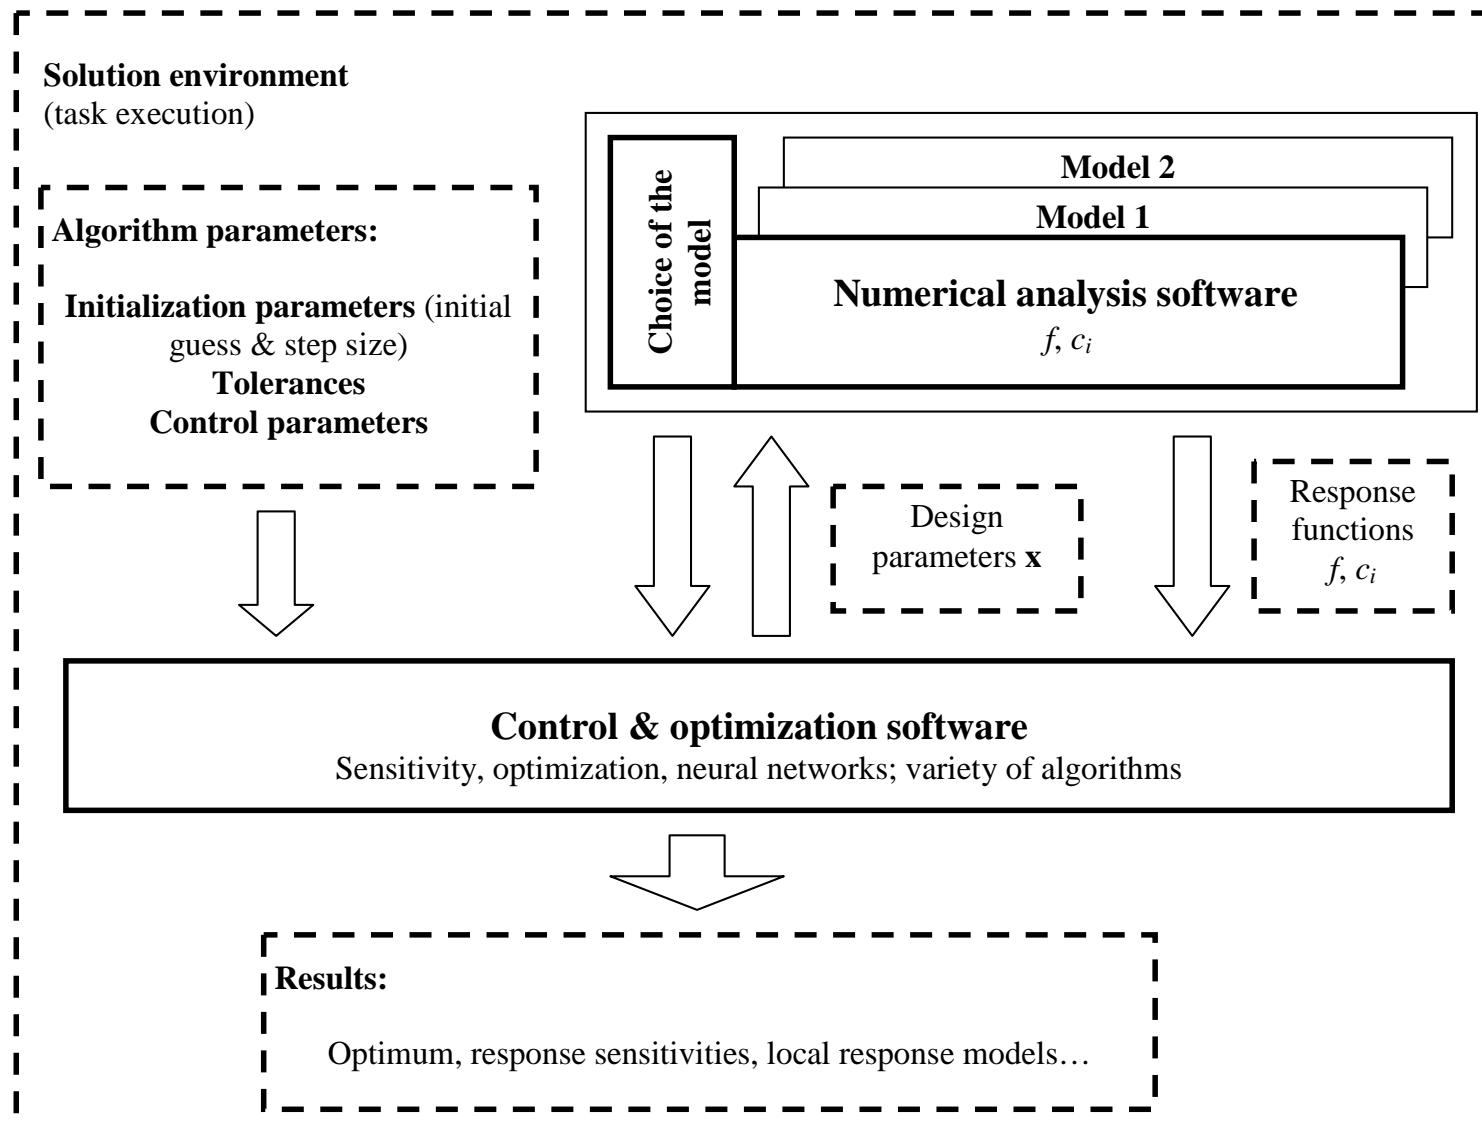 Solution environment
(task execution)
Algorithm parameters:
Initialization parameters (initial
guess & step size)
Tolerances
Control parameters
Choice of the
model
Model 2
Model 1
Numerical analysis software
f, cᵢ
Design
parameters x
Response
functions
f, cᵢ
Control & optimization software
Sensitivity, optimization, neural networks; variety of algorithms
Results:
Optimum, response sensitivities, local response models…